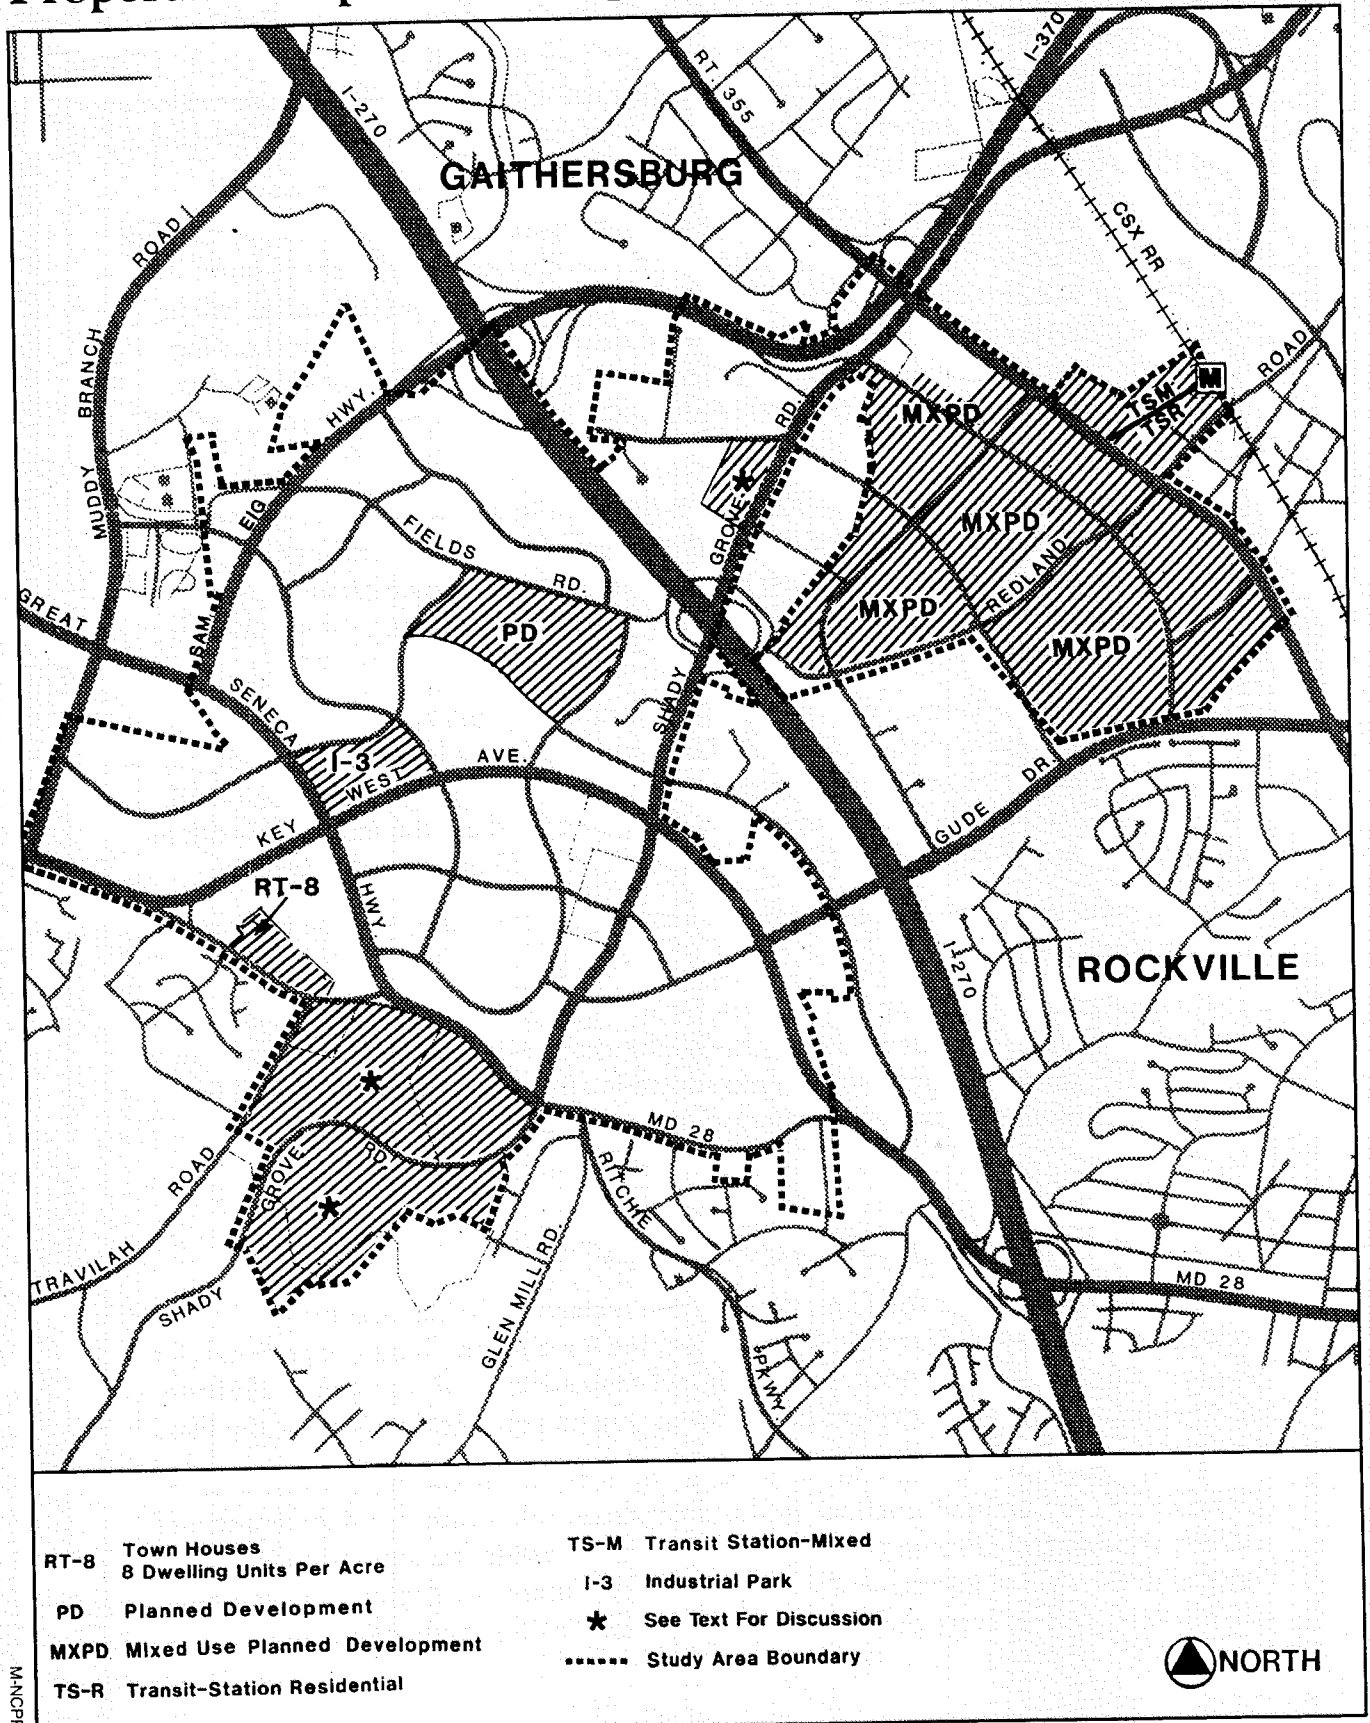 I-270
RT. 355
I-370
GAITHERSBURG
CSX RR
ROAD
ROAD
MUDDY BRANCH
HWY.
RD.
MXPD
TSM
TSR
M
EIG
FIELDS
RD.
GROVE
MXPD
REDLAND
MXPD
MXPD
PD
GREAT
SAM
SENECA
SHADY
I-3
WEST
AVE.
KEY
DR.
GUDE
RT-8
HWY
I-270
ROCKVILLE
MD 28
ROAD
GROVE
RD.
RITCHIE
TRAVILAH
SHADY
GLEN MILL RD.
MD 28
PKWY.
RT-8 Town Houses
8 Dwelling Units Per Acre
PD Planned Development
MXPD Mixed Use Planned Development
TS-R Transit-Station Residential
TS-M Transit Station-Mixed
I-3 Industrial Park
* See Text For Discussion
Study Area Boundary
NORTH